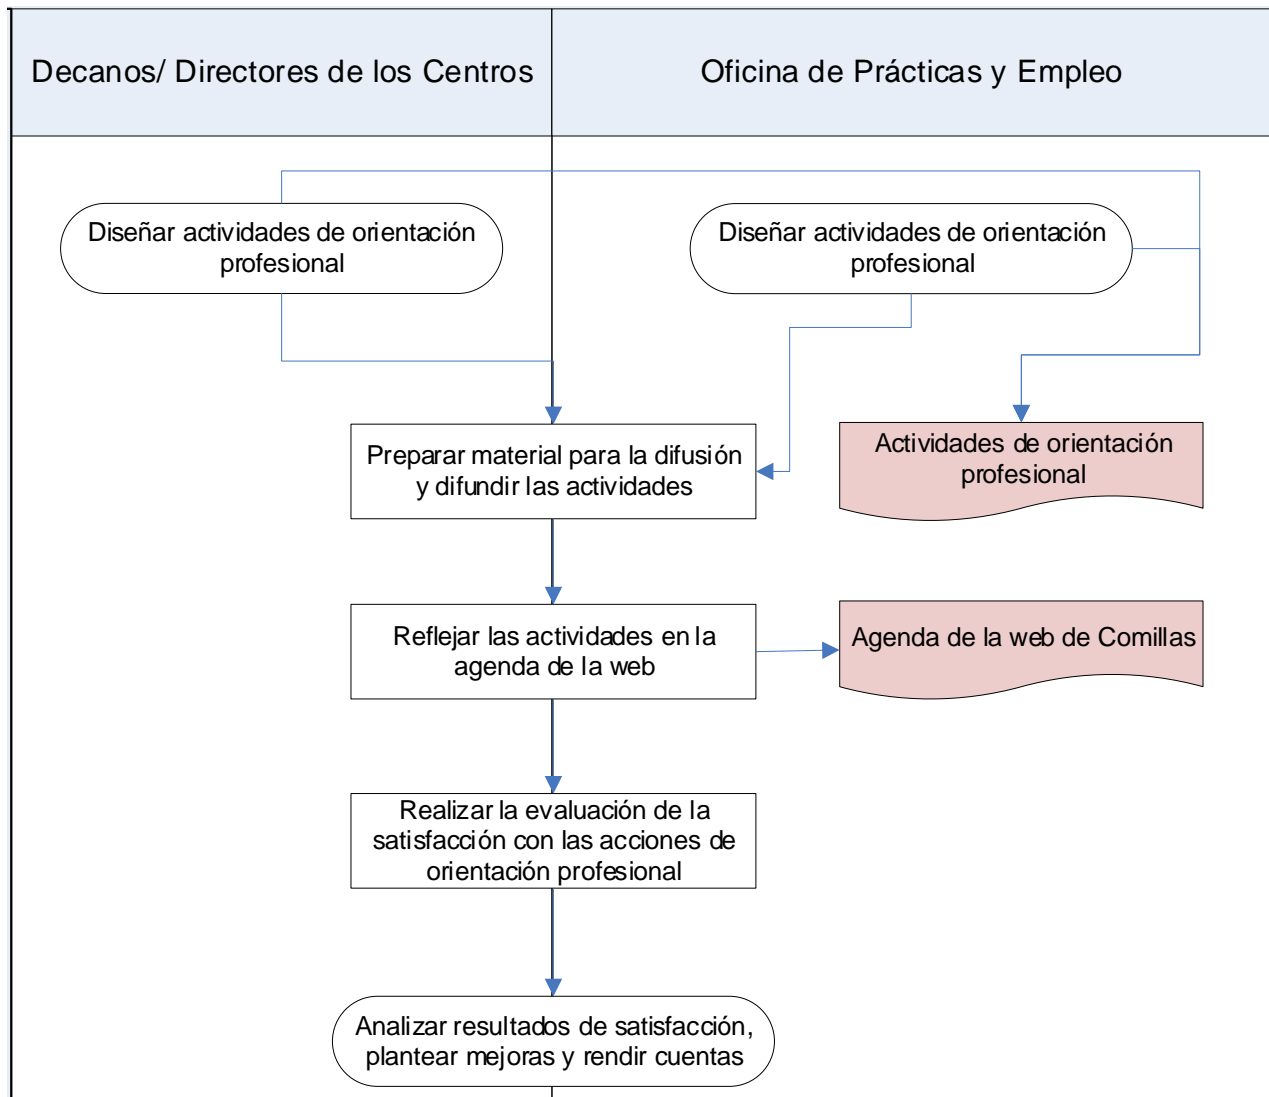 Decanos/ Directores de los Centros
Oficina de Prácticas y Empleo
Diseñar actividades de orientación
profesional
Diseñar actividades de orientación
profesional
Preparar material para la difusión
y difundir las actividades
Actividades de orientación
profesional
Reflejar las actividades en la
agenda de la web
Agenda de la web de Comillas
Realizar la evaluación de la
satisfacción con las acciones de
orientación profesional
Analizar resultados de satisfacción,
plantear mejoras y rendir cuentas